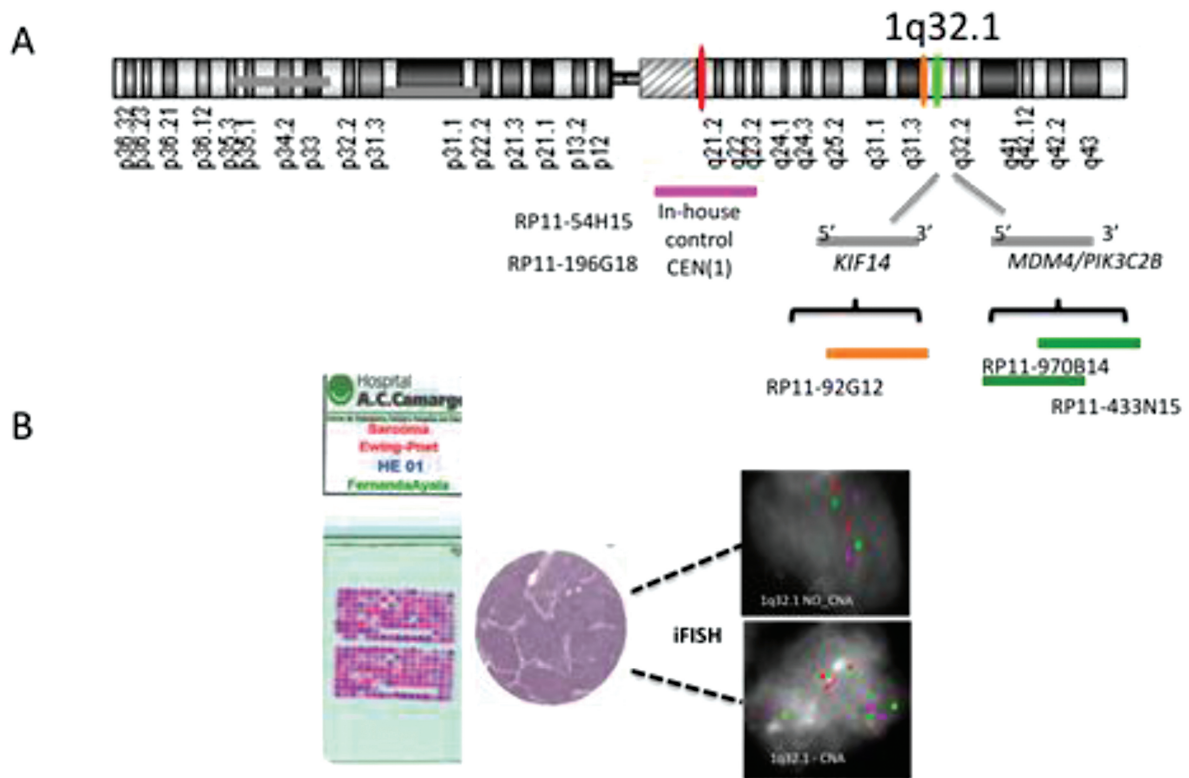 A
1q32.1
p36.32
p36.23
p36.21
p36.12
p35.3
p35.1
p34.2
p33
p32.2
p31.3
p31.1
p22.2
p21.3
p21.1
p13.2
p12
q21.2
q22
q23.2
q24.1
q24.3
q25.2
q31.1
q31.3
q32.2
q41
q42.12
q42.2
q43
RP11-54H15
RP11-196G18
In-house
control
CEN(1)
5’ 3’
KIF14
5’ 3’
MDM4/PIK3C2B
RP11-92G12
RP11-970B14
RP11-433N15
B
Hospital
A.C.Camargo
Sarcoma
Ewing-Pnet
HE 01
FernandaAyala
iFISH
1q32.1 NO_CNA
1q32.1 - CNA